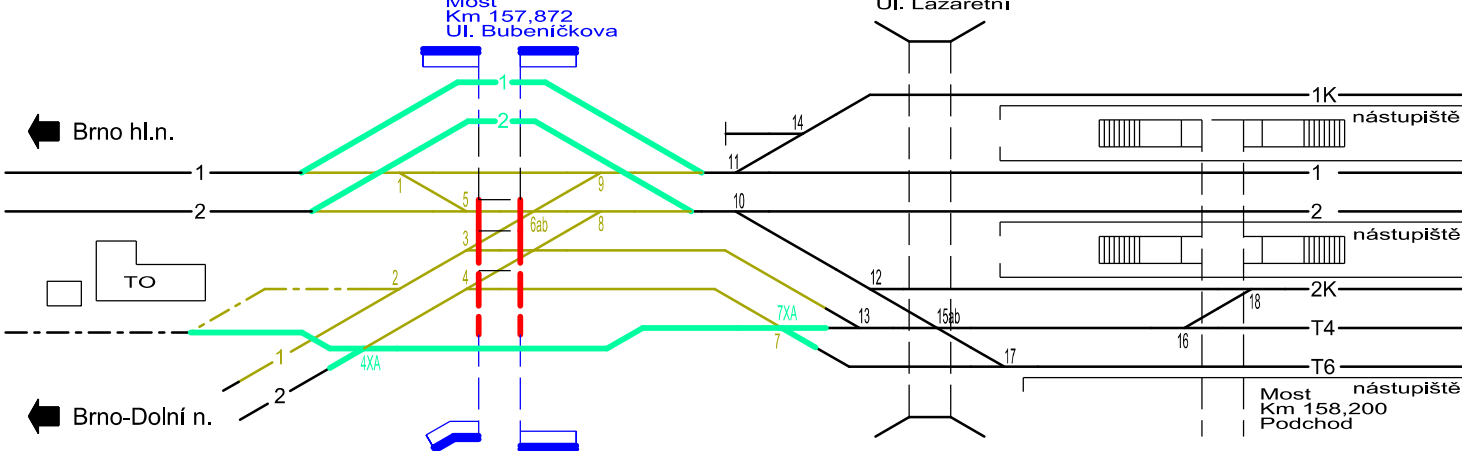 Most
Km 157,872
Ul. Bubeníčkova
Ul. Lazaretní
1
1K
nástupiště
14
2
Brno hl.n.
11
1
1
1
9
5
2
10
2
6ab
8
3
nástupiště
TO
2
4
12
2K
18
7XA
13
15ab
T4
7
16
1
4XA
17
T6
2
nástupiště
Most
Km 158,200
Podchod
Brno-Dolní n.